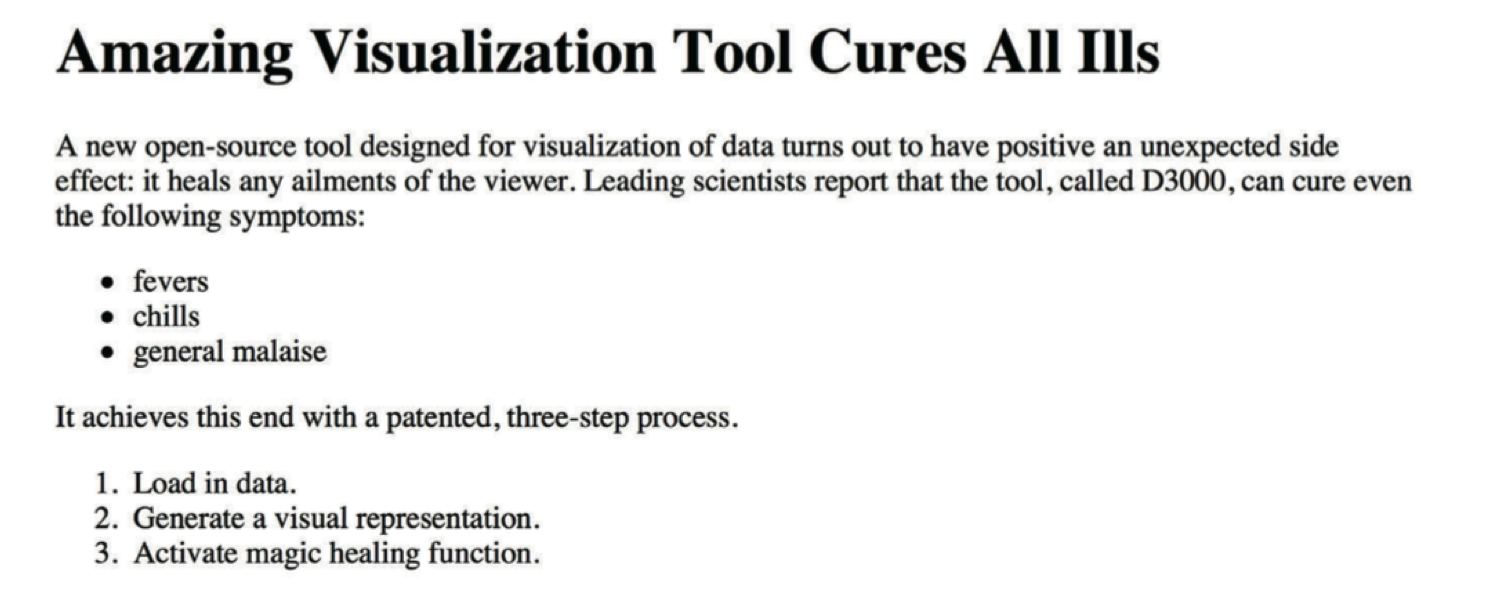 Amazing Visualization Tool Cures All Ills
A new open-source tool designed for visualization of data turns out to have positive an unexpected side
effect: it heals any ailments of the viewer. Leading scientists report that the tool, called D3000, can cure even
the following symptoms:
• fevers
• chills
• general malaise
It achieves this end with a patented, three-step process.
1. Load in data.
2. Generate a visual representation.
3. Activate magic healing function.